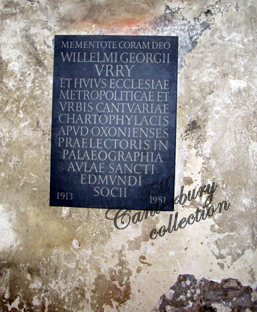 MEMENTOTE CORAM DEO
WILLELMI GEORGII
VRRY
ET HVIVS ECCLESIAE
METROPOLITICAE ET
VRBIS CANTVARIAE
CHARTOPHYLACIS
APVD OXONIENSES
PRAELECTORIS IN
PALAEOGRAPHIA
AVLAE SANCTI
EDMVNDI
SOCII
1913 1981
Canterbury
collection